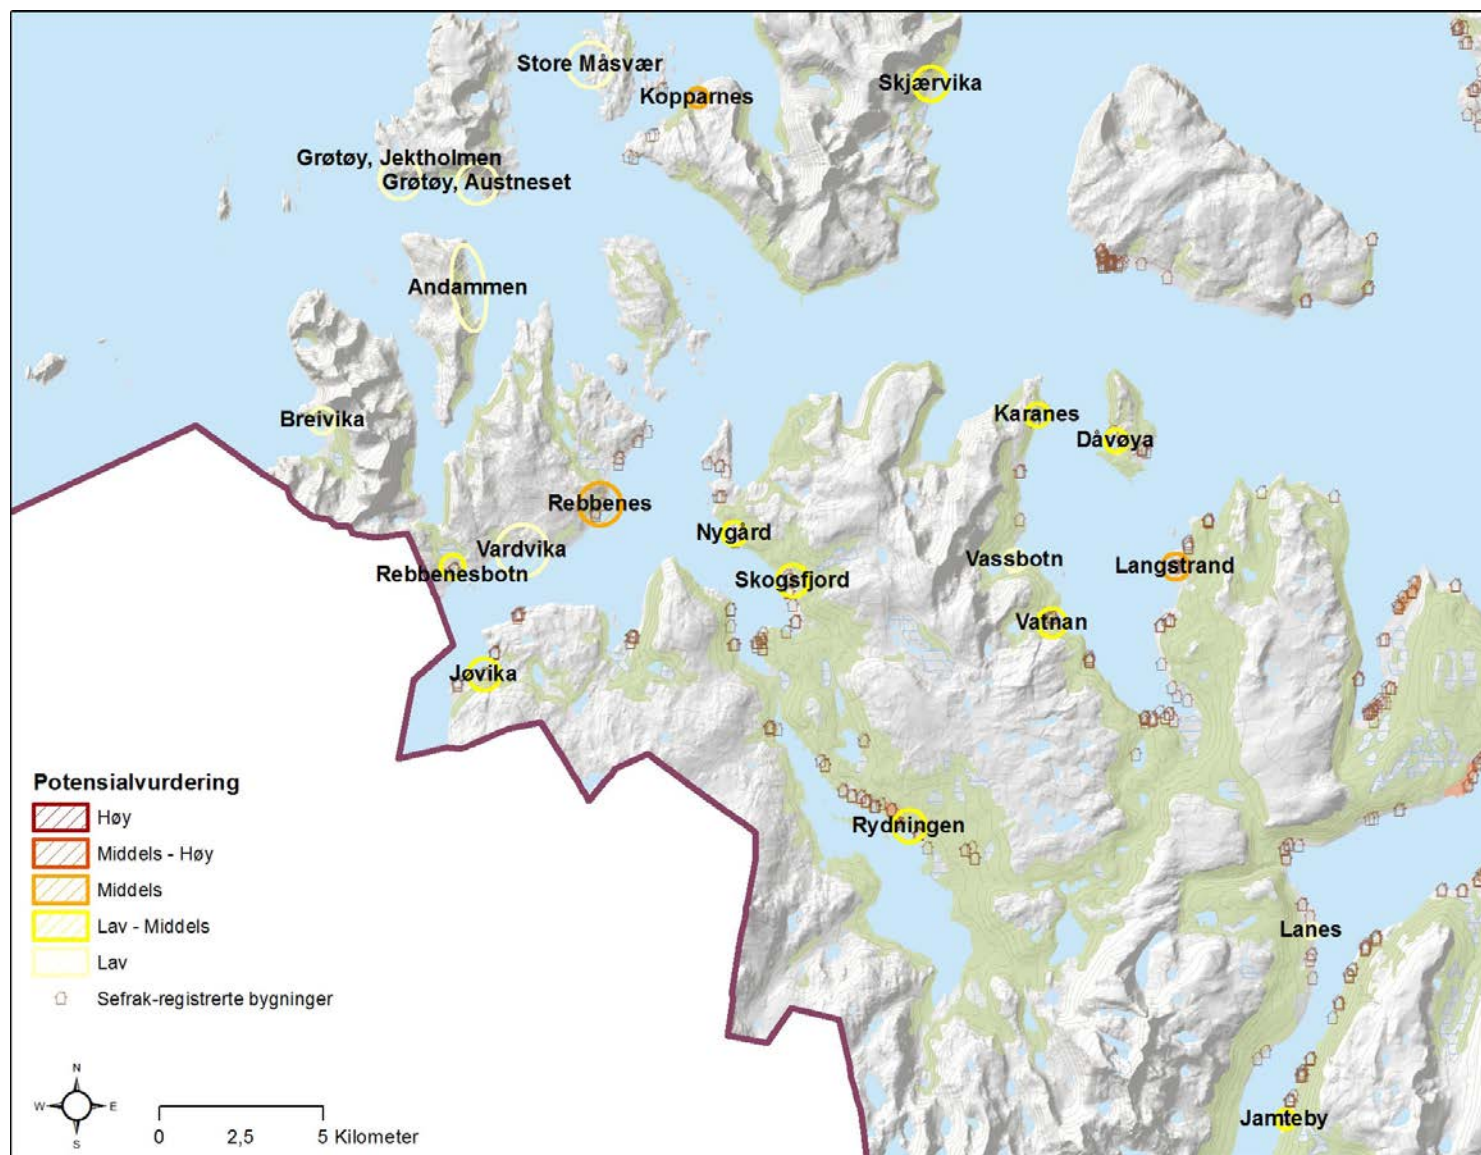 Store Måsvær
Skjærvika
Kopparnes
Grøtøy, Jektholmen
Grøtøy, Austneset
Andammen
Breivika
Karanes
Dåvøya
Rebbenes
Nygård
Vardvika
Vassbotn
Langstrand
Rebbenesbotn
Skogsfjord
Vatnan
Jøvika
Rydningen
Lanes
Jamteby
Potensialvurdering
Høy
Middels - Høy
Middels
Lav - Middels
Lav
Sefrak-registrerte bygninger
N
W E
S
0 2,5 5 Kilometer